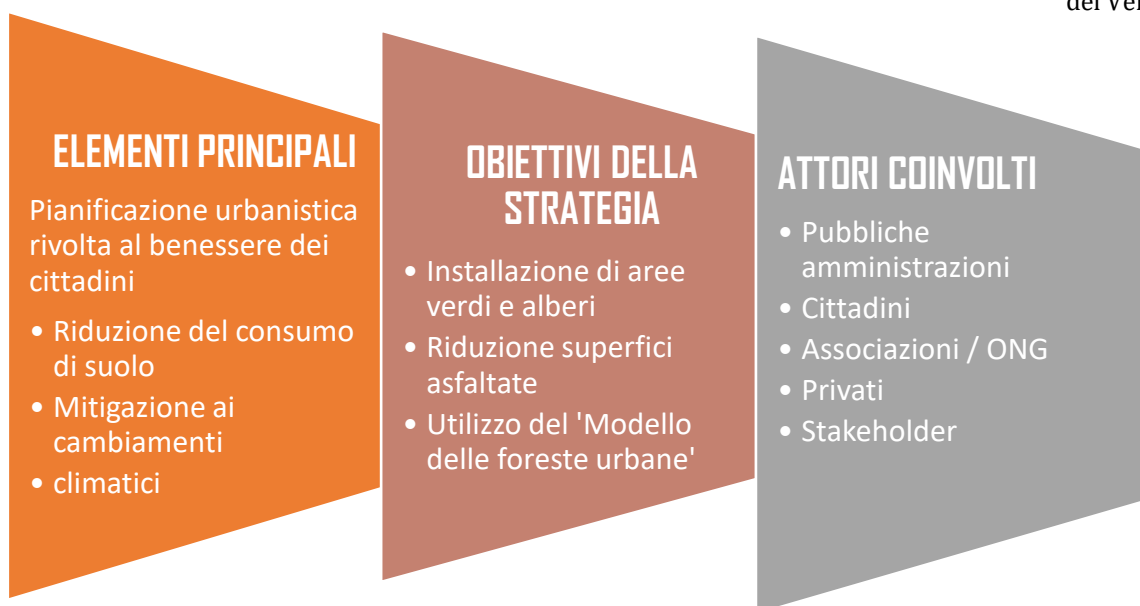 del Ver
ELEMENTI PRINCIPALI
Pianificazione urbanistica
rivolta al benessere dei
cittadini
• Riduzione del consumo
di suolo
• Mitigazione ai
cambiamenti
• climatici
OBIETTIVI DELLA
STRATEGIA
• Installazione di aree
verdi e alberi
• Riduzione superfici
asfaltate
• Utilizzo del 'Modello
delle foreste urbane'
ATTORI COINVOLTI
• Pubbliche
amministrazioni
• Cittadini
• Associazioni / ONG
• Privati
• Stakeholder